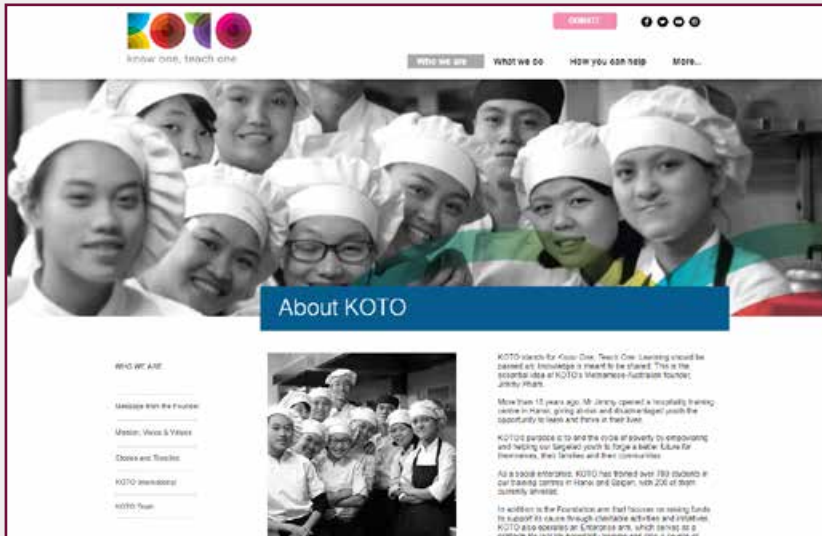 KOTO
know one, teach one
DONATE
Who we are
What we do
How you can help
More...
About KOTO
WHO WE ARE
Message from the Founder
Mission, Vision & Values
Stories and Timeline
KOTO International
KOTO Team
KOTO stands for Know One, Teach One. Learning should be
passed on; knowledge is meant to be shared. This is the
essential idea of KOTO's Vietnamese-Australian founder,
Jimmy Pham.
More than 15 years ago, Mr Jimmy opened a hospitality training
centre in Hanoi, giving at-risk and disadvantaged youth the
opportunity to learn and thrive in their lives.
KOTO's purpose is to end the cycle of poverty by empowering
and helping our targeted youth to forge a better future for
themselves, their families and their communities.
As a social enterprise, KOTO has trained over 700 students in
our training centres in Hanoi and Saigon, with 200 of them
currently enrolled.
In addition to the Foundation arm that focuses on raising funds
to support its cause through charitable activities and initiatives,
KOTO also operates an Enterprise arm, which serves as a